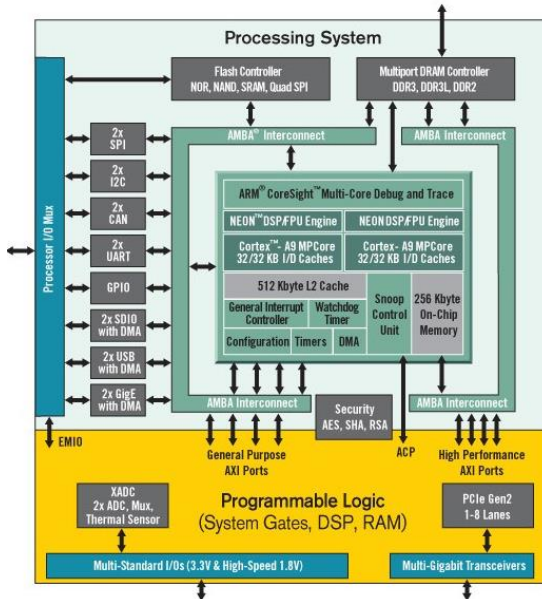 Processing System
Flash Controller
NOR, NAND, SRAM, Quad SPI
Multiport DRAM Controller
DDR3, DDR3L, DDR2
Processor I/O Mux
2x
SPI
2x
I2C
2x
CAN
2x
UART
GPIO
2x SDIO
with DMA
2x USB
with DMA
2x GigE
with DMA
AMBA® Interconnect
AMBA Interconnect
ARM® CoreSight™ Multi-Core Debug and Trace
NEON™ DSP/FPU Engine
NEON DSP/FPU Engine
Cortex™- A9 MPCore
32/32 KB I/D Caches
Cortex- A9 MPCore
32/32 KB I/D Caches
512 Kbyte L2 Cache
General Interrupt
Controller
Watchdog
Timer
Configuration
Timers
DMA
Snoop
Control
Unit
256 Kbyte
On-Chip
Memory
AMBA Interconnect
AMBA Interconnect
Security
AES, SHA, RSA
EMIO
General Purpose
AXI Ports
ACP
High Performance
AXI Ports
XADC
2x ADC, Mux,
Thermal Sensor
Programmable Logic
(System Gates, DSP, RAM)
PCIe Gen2
1-8 Lanes
Multi-Standard I/Os (3.3V & High-Speed 1.8V)
Multi-Gigabit Transceivers